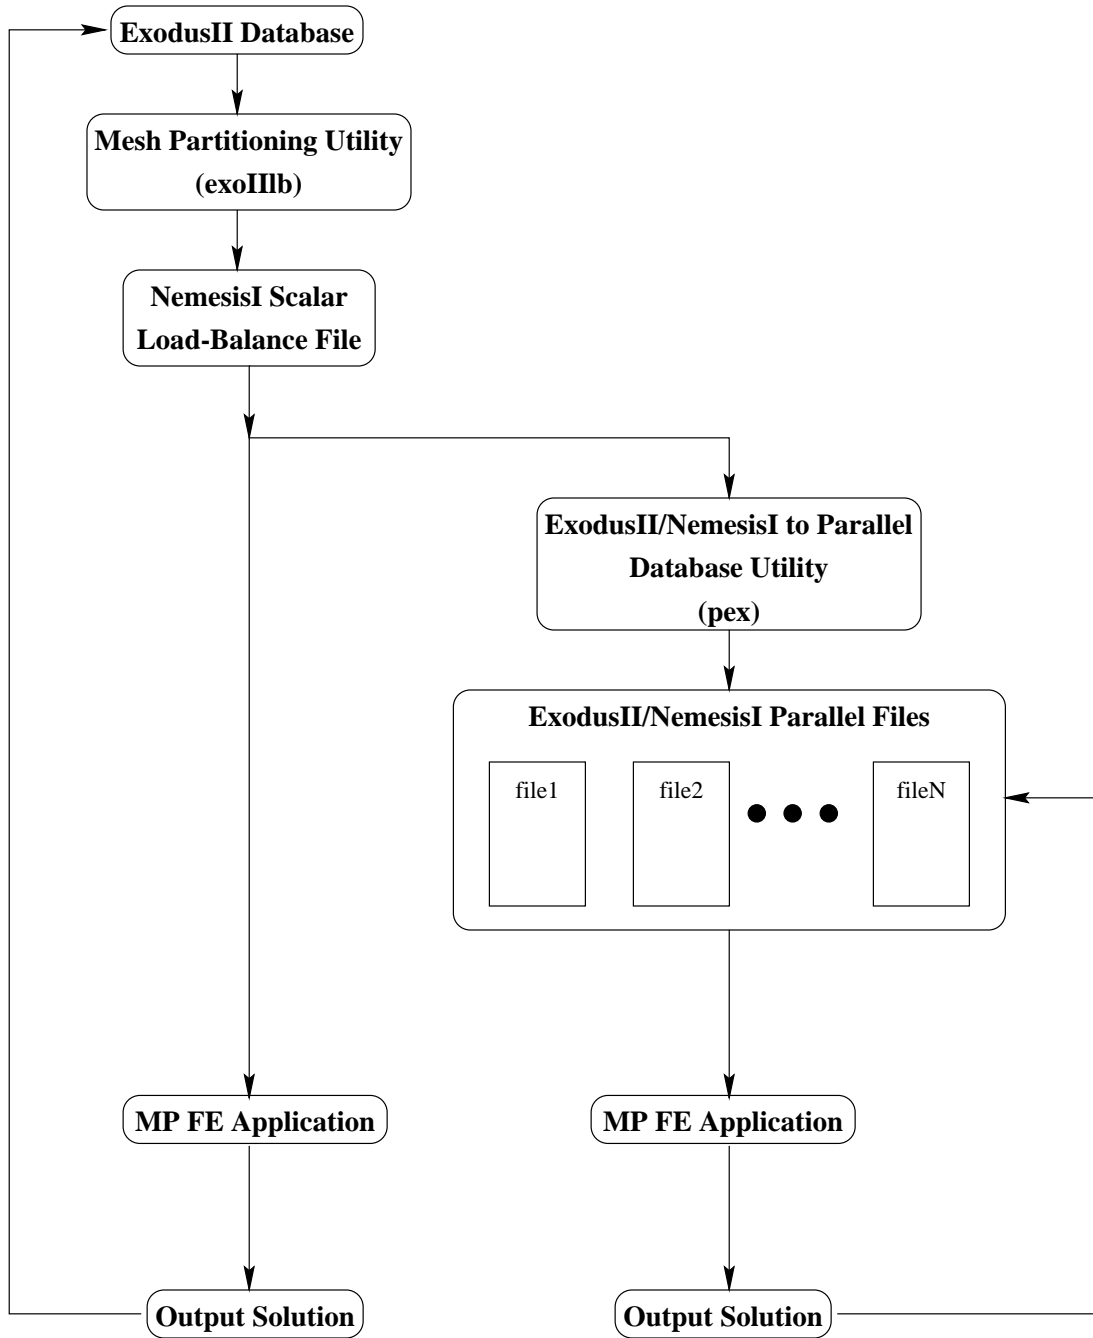 ExodusII Database
Mesh Partitioning Utility
(exoIIlb)
NemesisI Scalar
Load-Balance File
ExodusII/NemesisI to Parallel
Database Utility
(pex)
ExodusII/NemesisI Parallel Files
file1
file2
fileN
MP FE Application
MP FE Application
Output Solution
Output Solution